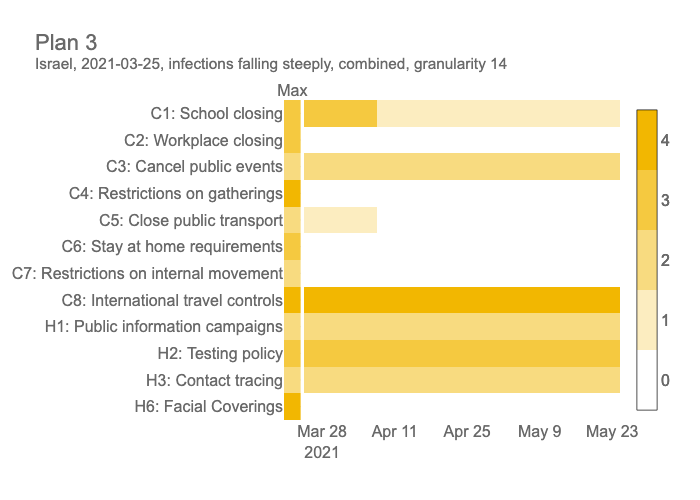 Plan 3
Israel, 2021-03-25, infections falling steeply, combined, granularity 14
Max
C1: School closing
C2: Workplace closing
C3: Cancel public events
C4: Restrictions on gatherings
C5: Close public transport
C6: Stay at home requirements
C7: Restrictions on internal movement
C8: International travel controls
H1: Public information campaigns
H2: Testing policy
H3: Contact tracing
H6: Facial Coverings
4
3
2
1
0
Mar 28 Apr 11 Apr 25 May 9 May 23
2021